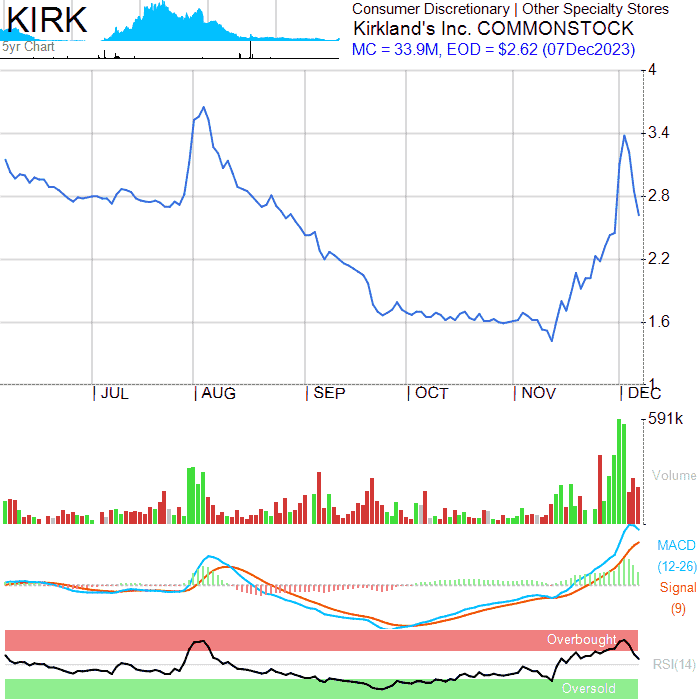 KIRK
5yr Chart
Consumer Discretionary | Other Specialty Stores
Kirkland's Inc. COMMONSTOCK
MC = 33.9M, EOD = $2.62 (07Dec2023)
4
3.4
2.8
2.2
1.6
1
JUL AUG SEP OCT NOV DEC
591k
Volume
MACD
(12-26)
Signal
(9)
Overbought
RSI(14)
Oversold